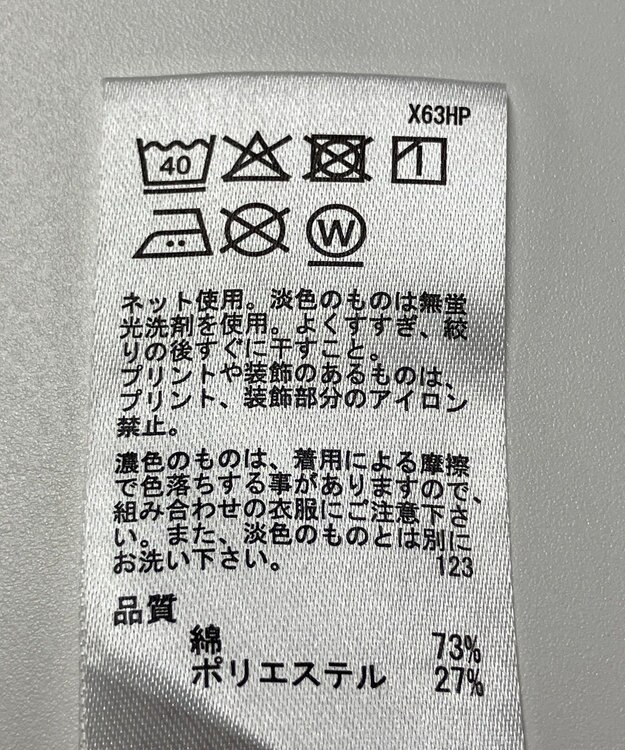 X63HP
40
W
ネット使用。淡色のものは無蛍
光洗剤を使用。よくすすぎ、絞
りの後すぐに干すこと。
プリントや装飾のあるものは、
プリント、装飾部分のアイロン
禁止。
濃色のものは、着用による摩擦
で色落ちする事がありますので、
組み合わせの衣服にご注意下さ
い。また、淡色のものとは別に
お洗い下さい。 123
品質
綿 73%
ポリエステル 27%